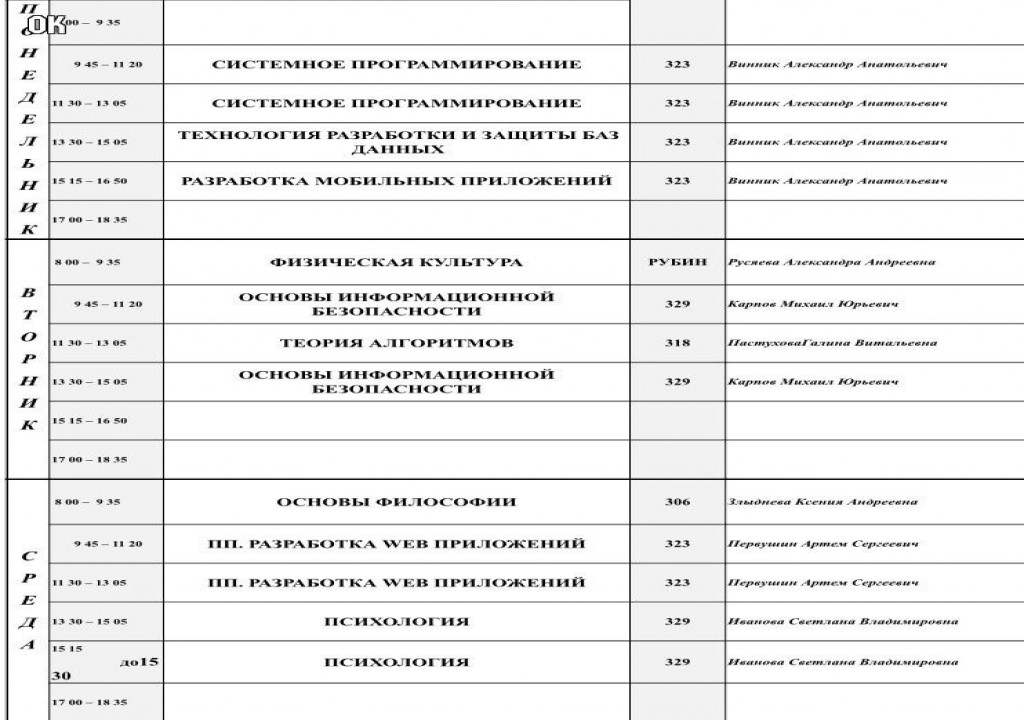 ПОНЕДЕЛЬНИК
OK
00 – 9 35
9 45 – 11 20 СИСТЕМНОЕ ПРОГРАММИРОВАНИЕ 323 Винник Александр Анатольевич
11 30 – 13 05 СИСТЕМНОЕ ПРОГРАММИРОВАНИЕ 323 Винник Александр Анатольевич
13 30 – 15 05 ТЕХНОЛОГИЯ РАЗРАБОТКИ И ЗАЩИТЫ БАЗ 323 Винник Александр Анатольевич
ДАННЫХ
15 15 – 16 50 РАЗРАБОТКА МОБИЛЬНЫХ ПРИЛОЖЕНИЙ 323 Винник Александр Анатольевич
17 00 – 18 35
ВТОРНИК
8 00 – 9 35 ФИЗИЧЕСКАЯ КУЛЬТУРА РУБИН Русяева Александра Андреевна
9 45 – 11 20 ОСНОВЫ ИНФОРМАЦИОННОЙ 329 Карпов Михаил Юрьевич
БЕЗОПАСНОСТИ
11 30 – 13 05 ТЕОРИЯ АЛГОРИТМОВ 318 ПастуховаГалина Витальевна
13 30 – 15 05 ОСНОВЫ ИНФОРМАЦИОННОЙ 329 Карпов Михаил Юрьевич
БЕЗОПАСНОСТИ
15 15 – 16 50
17 00 – 18 35
СРЕДА
8 00 – 9 35 ОСНОВЫ ФИЛОСОФИИ 306 Злыднева Ксения Андреевна
9 45 – 11 20 ПП. РАЗРАБОТКА WEB ПРИЛОЖЕНИЙ 323 Первушин Артем Сергеевич
11 30 – 13 05 ПП. РАЗРАБОТКА WEB ПРИЛОЖЕНИЙ 323 Первушин Артем Сергеевич
13 30 – 15 05 ПСИХОЛОГИЯ 329 Иванова Светлана Владимировна
15 15
до15 ПСИХОЛОГИЯ 329 Иванова Светлана Владимировна
30
17 00 – 18 35